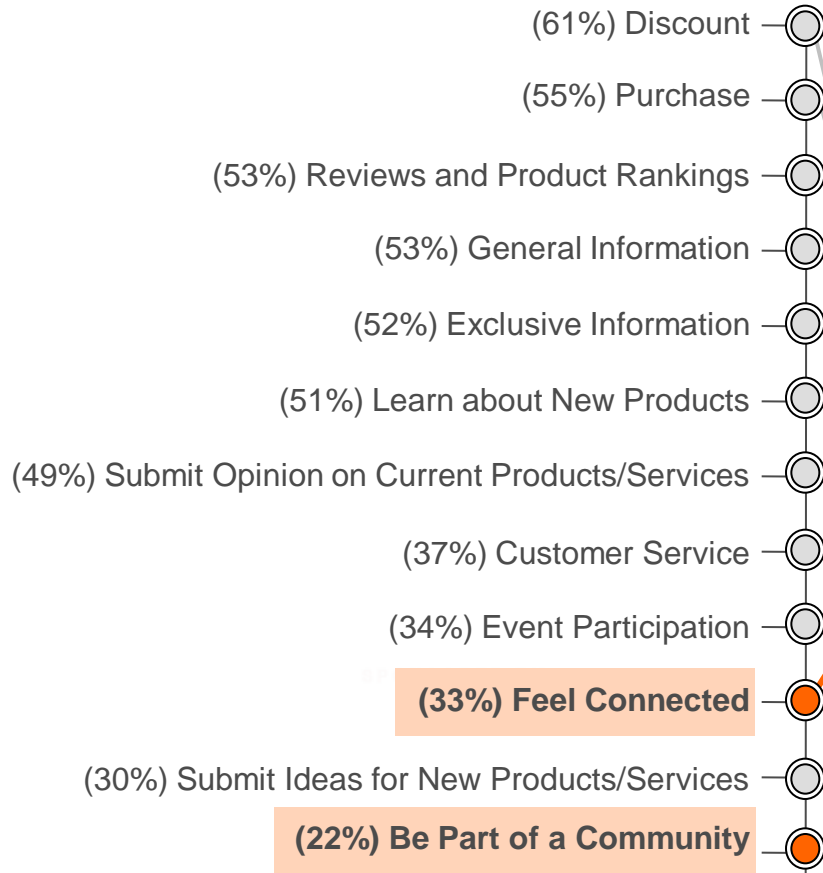 (61%) Discount
(55%) Purchase
(53%) Reviews and Product Rankings
(53%) General Information
(52%) Exclusive Information
(51%) Learn about New Products
(49%) Submit Opinion on Current Products/Services
(37%) Customer Service
(34%) Event Participation
(33%) Feel Connected
(30%) Submit Ideas for New Products/Services
(22%) Be Part of a Community